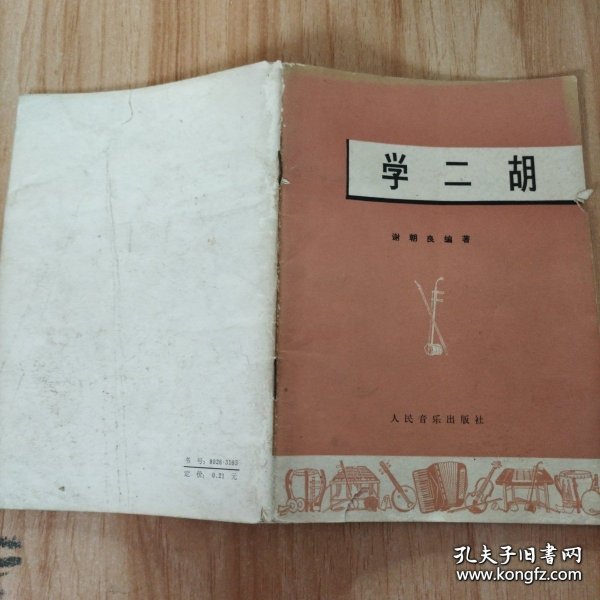 学二胡
谢朝良编著
人民音乐出版社
书号：8026·3183
定价：0.21 元
孔夫子旧书网
www.kongfz.com